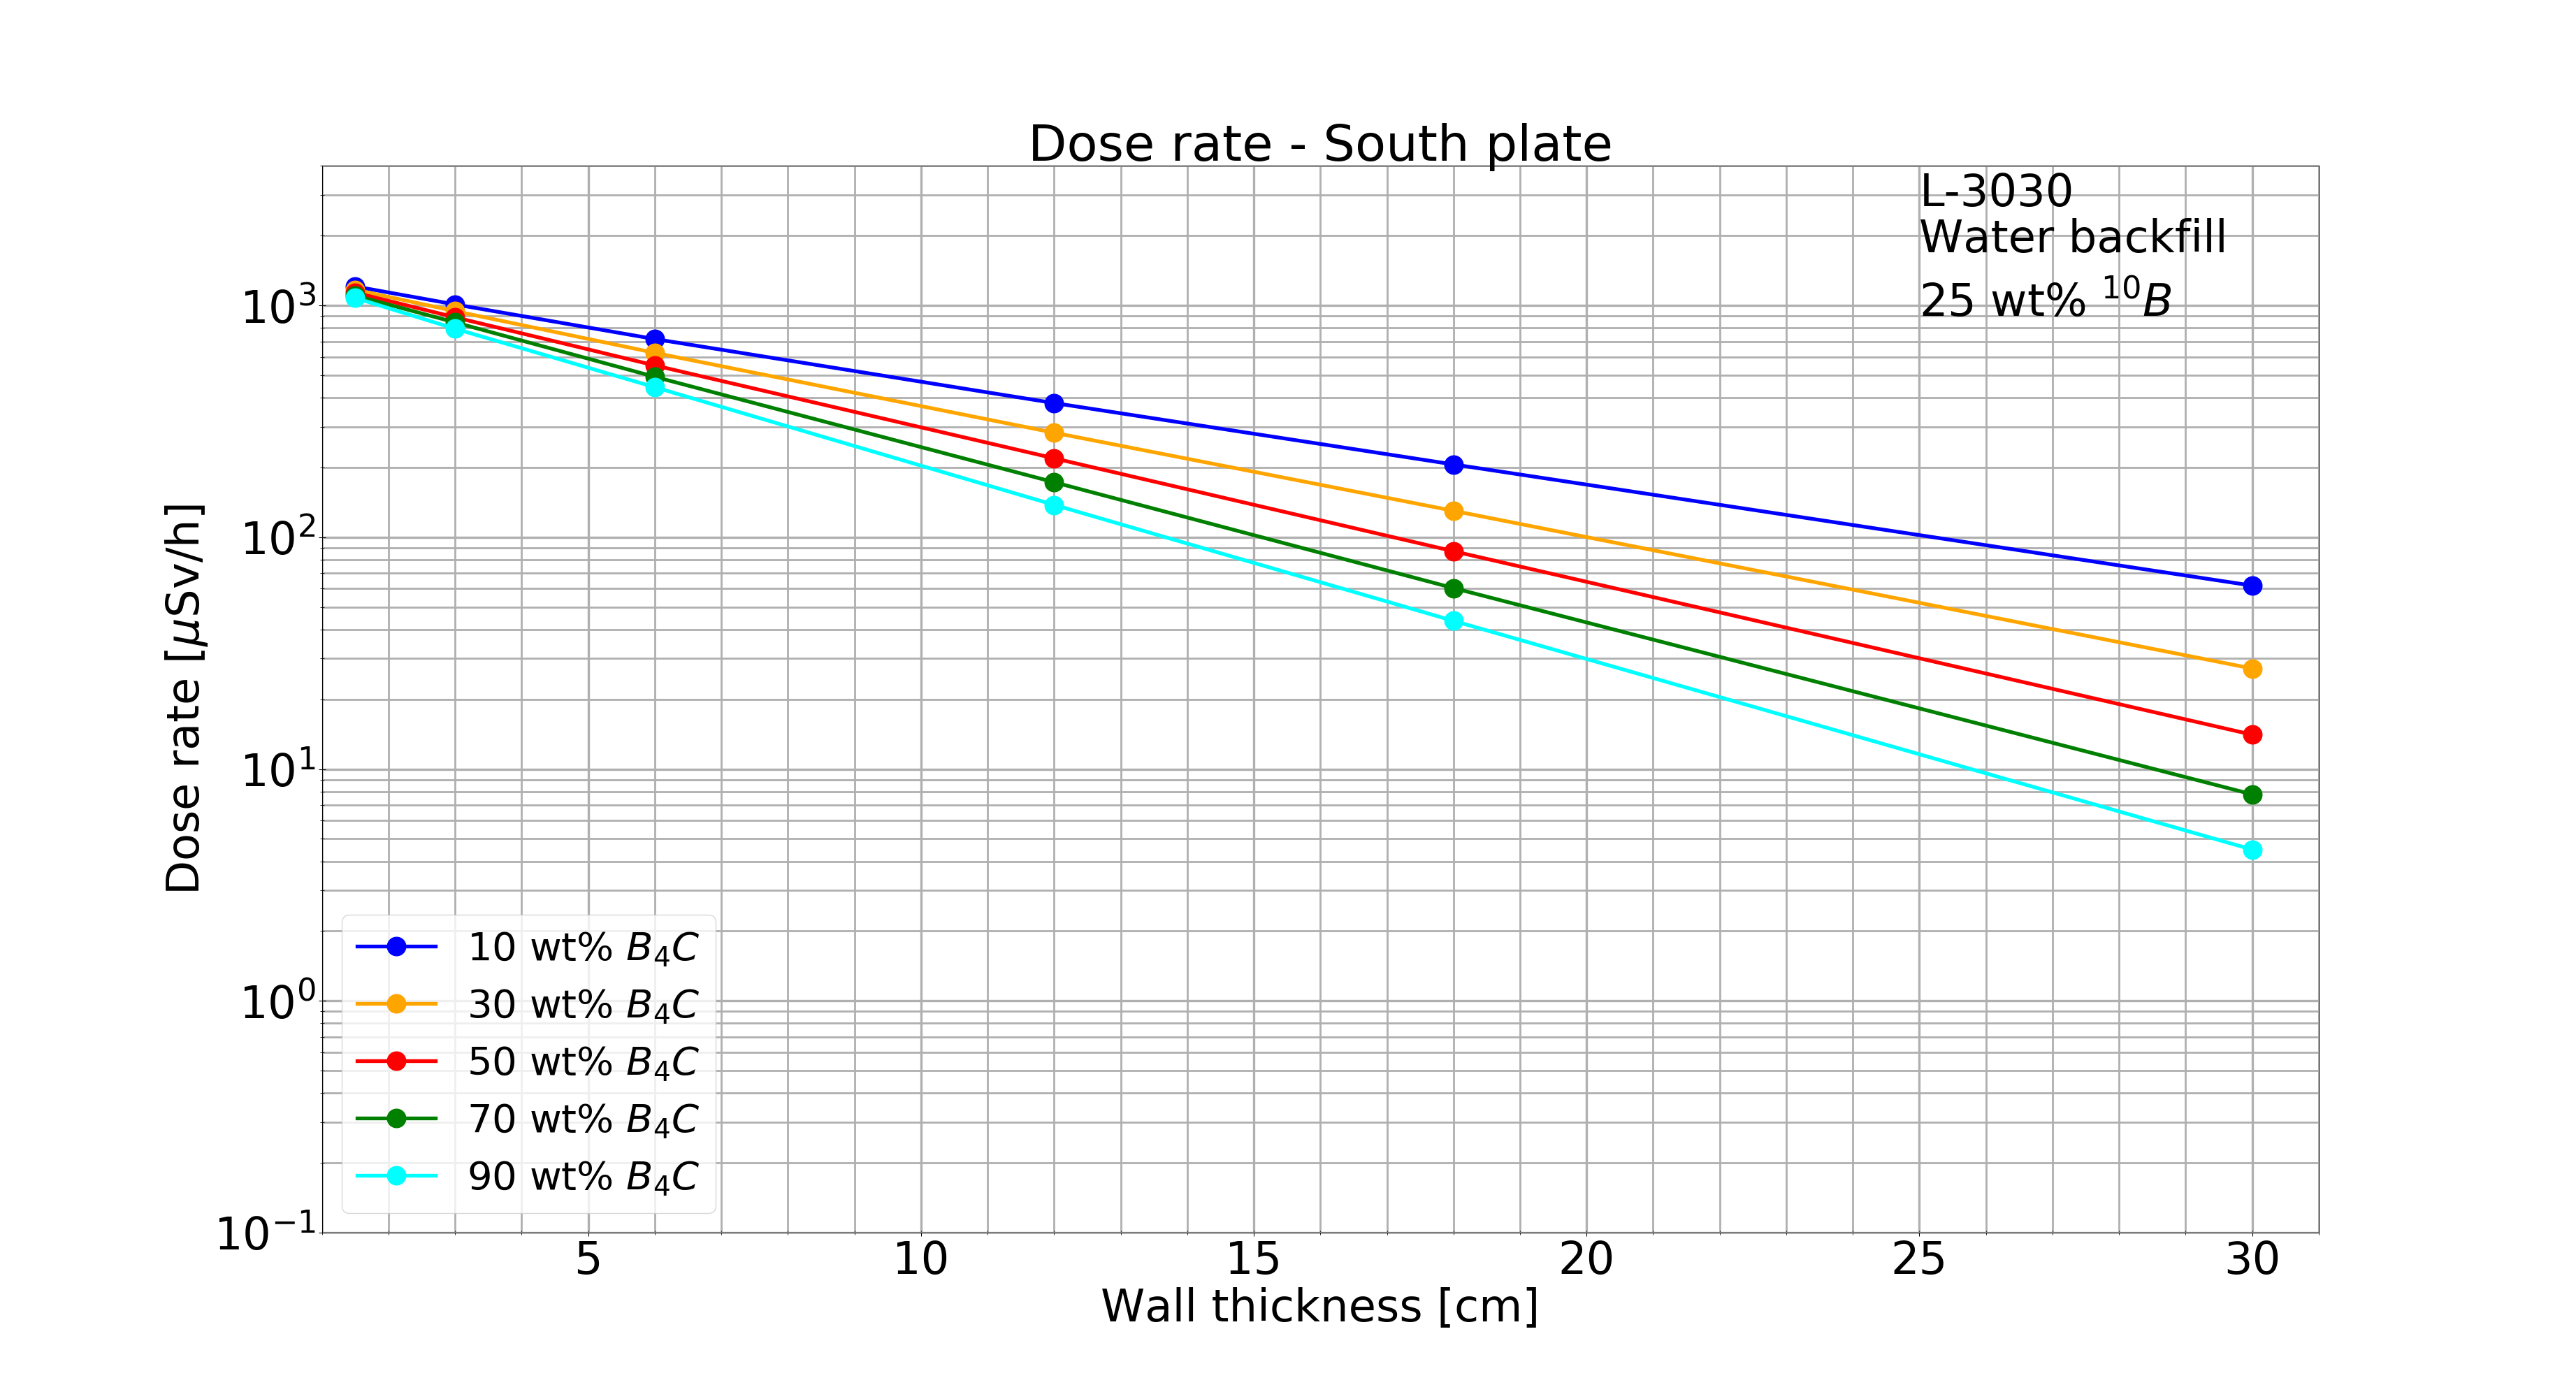 Dose rate - South plate
L-3030
Water backfill
25 wt% ¹⁰B
Dose rate [μSv/h]
10³
10²
10¹
10⁰
10⁻¹
10 wt% B₄C
30 wt% B₄C
50 wt% B₄C
70 wt% B₄C
90 wt% B₄C
5 10 15 20 25 30
Wall thickness [cm]